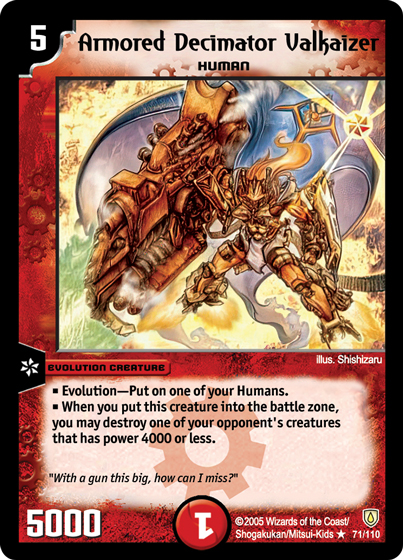 5 Armored Decimator Valkaizer
HUMAN
illus. Shishizaru
EVOLUTION CREATURE
▪ Evolution—Put on one of your Humans.
▪ When you put this creature into the battle zone,
you may destroy one of your opponent's creatures
that has power 4000 or less.
"With a gun this big, how can I miss?"
5000
1
©2005 Wizards of the Coast/
Shogakukan/Mitsui-Kids ★ 71/110